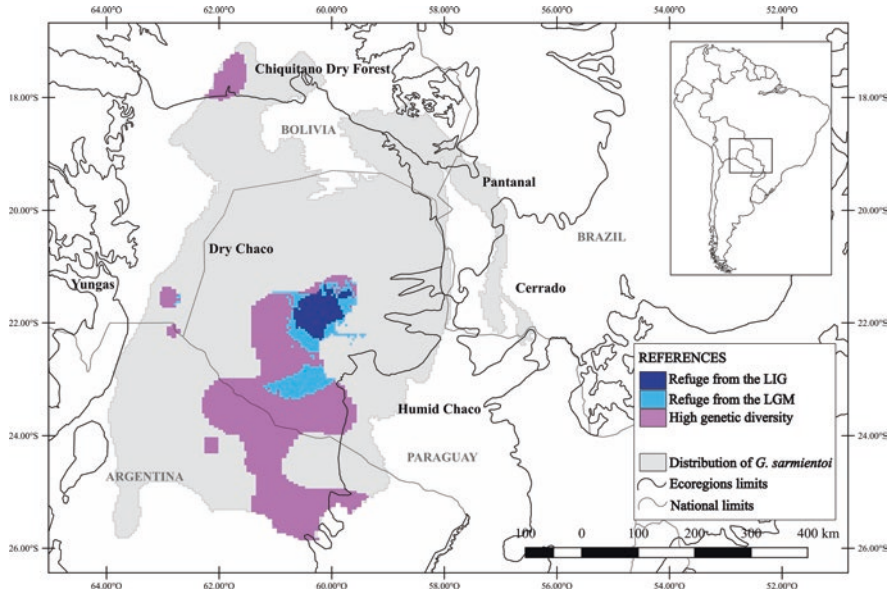 64.00°O 62.00°O 60.00°O 58.00°O 56.00°O 54.00°O 52.00°O
18.00°S 18.00°S
20.00°S 20.00°S
22.00°S 22.00°S
24.00°S 24.00°S
26.00°S 26.00°S
Chiquitano Dry Forest
BOLIVIA
Pantanal
BRAZIL
Dry Chaco
Yungas
Cerrado
Humid Chaco
PARAGUAY
ARGENTINA
REFERENCES
Refuge from the LIG
Refuge from the LGM
High genetic diversity
Distribution of G. sarmientoi
Ecoregions limits
National limits
100 0 100 200 300 400 km
64.00°O 62.00°O 60.00°O 58.00°O 56.00°O 54.00°O 52.00°O